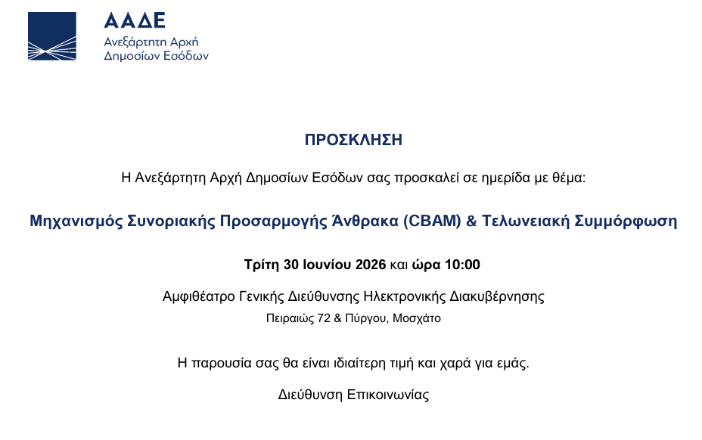 ΑΑΔΕ
Ανεξάρτητη Αρχή
Δημοσίων Εσόδων
ΠΡΟΣΚΛΗΣΗ
Η Ανεξάρτητη Αρχή Δημοσίων Εσόδων σας προσκαλεί σε ημερίδα με θέμα:
Μηχανισμός Συνοριακής Προσαρμογής Άνθρακα (CBAM) & Τελωνειακή Συμμόρφωση
Τρίτη 30 Ιουνίου 2026 και ώρα 10:00
Αμφιθέατρο Γενικής Διεύθυνσης Ηλεκτρονικής Διακυβέρνησης
Πειραιώς 72 & Πύργου, Μοσχάτο
Η παρουσία σας θα είναι ιδιαίτερη τιμή και χαρά για εμάς.
Διεύθυνση Επικοινωνίας